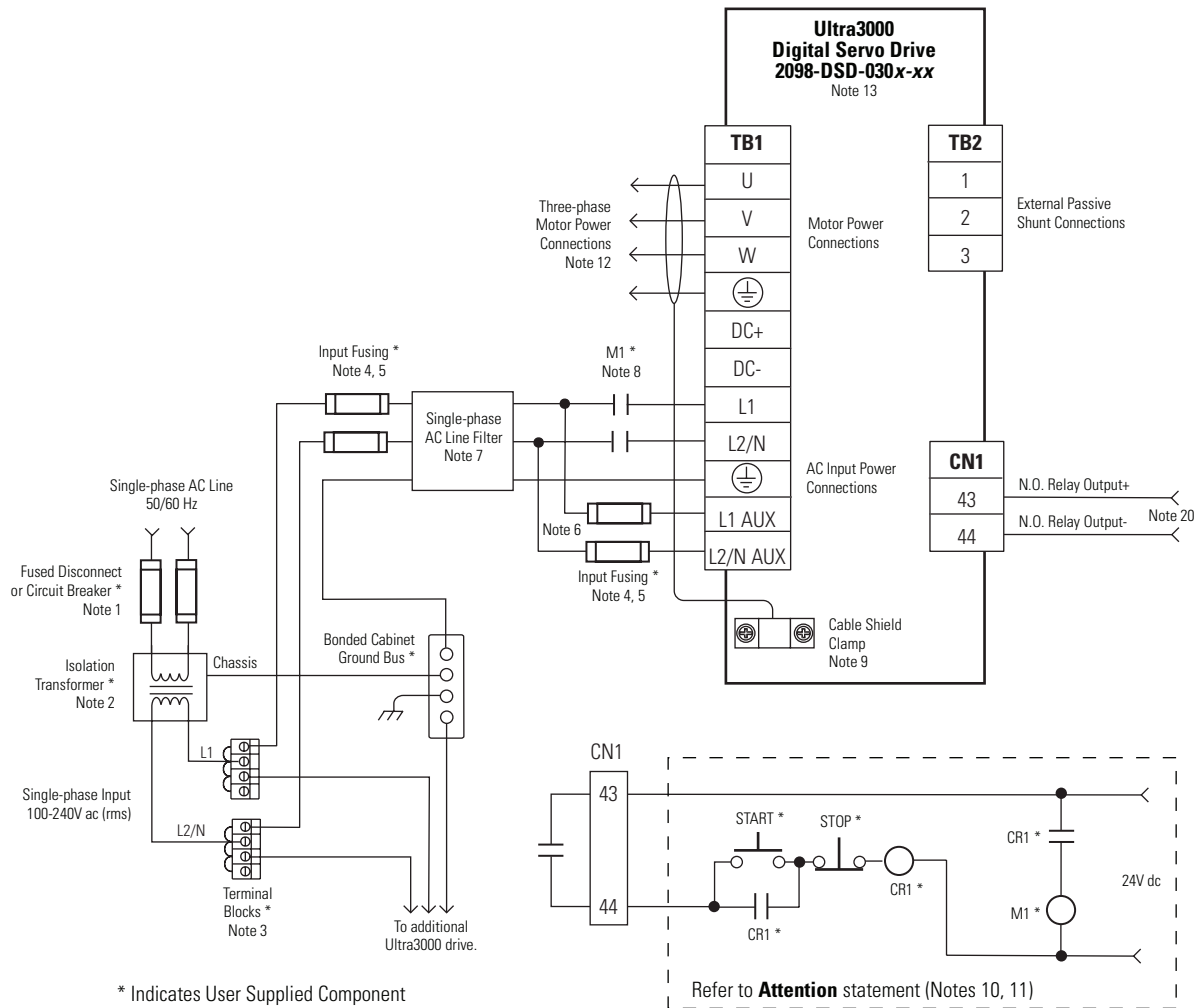 Ultra3000
Digital Servo Drive
2098-DSD-030x-xx
Note 13
TB1
U
V
W
DC+
DC-
L1
L2/N
L1 AUX
L2/N AUX
TB2
1
2
3
External Passive
Shunt Connections
Three-phase
Motor Power
Connections
Note 12
Motor Power
Connections
Input Fusing *
Note 4, 5
M1 *
Note 8
Single-phase
AC Line Filter
Note 7
AC Input Power
Connections
CN1
43
44
N.O. Relay Output+
N.O. Relay Output-
Note 20
Single-phase AC Line
50/60 Hz
Note 6
Input Fusing *
Note 4, 5
Fused Disconnect
or Circuit Breaker *
Note 1
Bonded Cabinet
Ground Bus *
Cable Shield
Clamp
Note 9
Isolation
Transformer *
Note 2
Chassis
L1
Single-phase Input
100-240V ac (rms)
L2/N
Terminal
Blocks *
Note 3
To additional
Ultra3000 drive.
CN1
43
44
START *
STOP *
CR1 *
CR1 *
CR1 *
M1 *
24V dc
Refer to Attention statement (Notes 10, 11)
* Indicates User Supplied Component